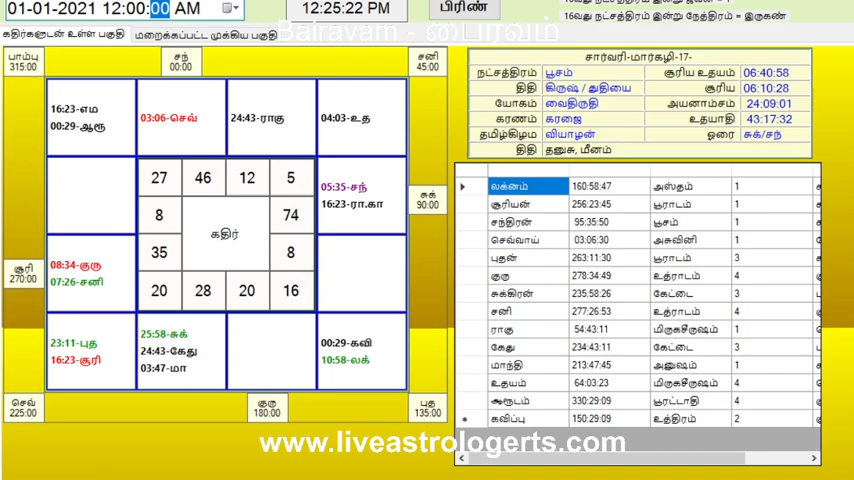 01-01-2021 12:00:00 AM
12:25:22 PM
பிரிண்
16வது நட்சத்திரம் இன்று நேத்திரம் = இருகண்
கதிர்களுடன் உள்ள பகுதி மறைக்கப்பட்ட முக்கிய பகுதி
Bairavam - பைரவம்
பாம்பு
315:00
சந்
00:00
சனி
45:00
சுக்
90:00
சூரி
270:00
செவ்
225:00
குரு
180:00
புத
135:00
16:23-எம
00:29-ஆரூ
03:06-செவ்
24:43-ராகு
04:03-உத
05:35-சந்
16:23-ரா.கா
27 46 12 5
8 74
கதிர்
35 8
20 28 20 16
08:34-குரு
07:26-சனி
23:11-புத
16:23-சூரி
25:58-சுக்
24:43-கேது
03:47-மா
00:29-கவி
10:58-லக்
சார்வரி-மார்கழி-17-
நட்சத்திரம் பூசம் சூரிய உதயம் 06:40:58
திதி கிருஷ் / துதியை சூரிய 06:10:28
யோகம் வைதிருதி அயனாம்சம் 24:09:01
கரணம் கரஜை உதயாதி 43:17:32
தமிழ்கிழம வியாழன் ஓரை சுக்/சந்
திதி தனுசு, மீனம்
லக்னம் 160:58:47 அஸ்தம் 1
சூரியன் 256:23:45 பூராடம் 1
சந்திரன் 95:35:50 பூசம் 1
செவ்வாய் 03:06:30 அசுவினி 1
புதன் 263:11:30 பூராடம் 3
குரு 278:34:49 உத்ராடம் 4
சுக்கிரன் 235:58:26 கேட்டை 3
சனி 277:26:53 உத்ராடம் 4
ராகு 54:43:11 மிருகசீருஷம் 1
கேது 234:43:11 கேட்டை 3
மாந்தி 213:47:45 அனுஷம் 1
உதயம் 64:03:23 மிருகசீருஷம் 4
ஆரூடம் 330:29:09 பூரட்டாதி 4
கவிப்பு 150:29:09 உத்திரம் 2
www.liveastrologerts.com